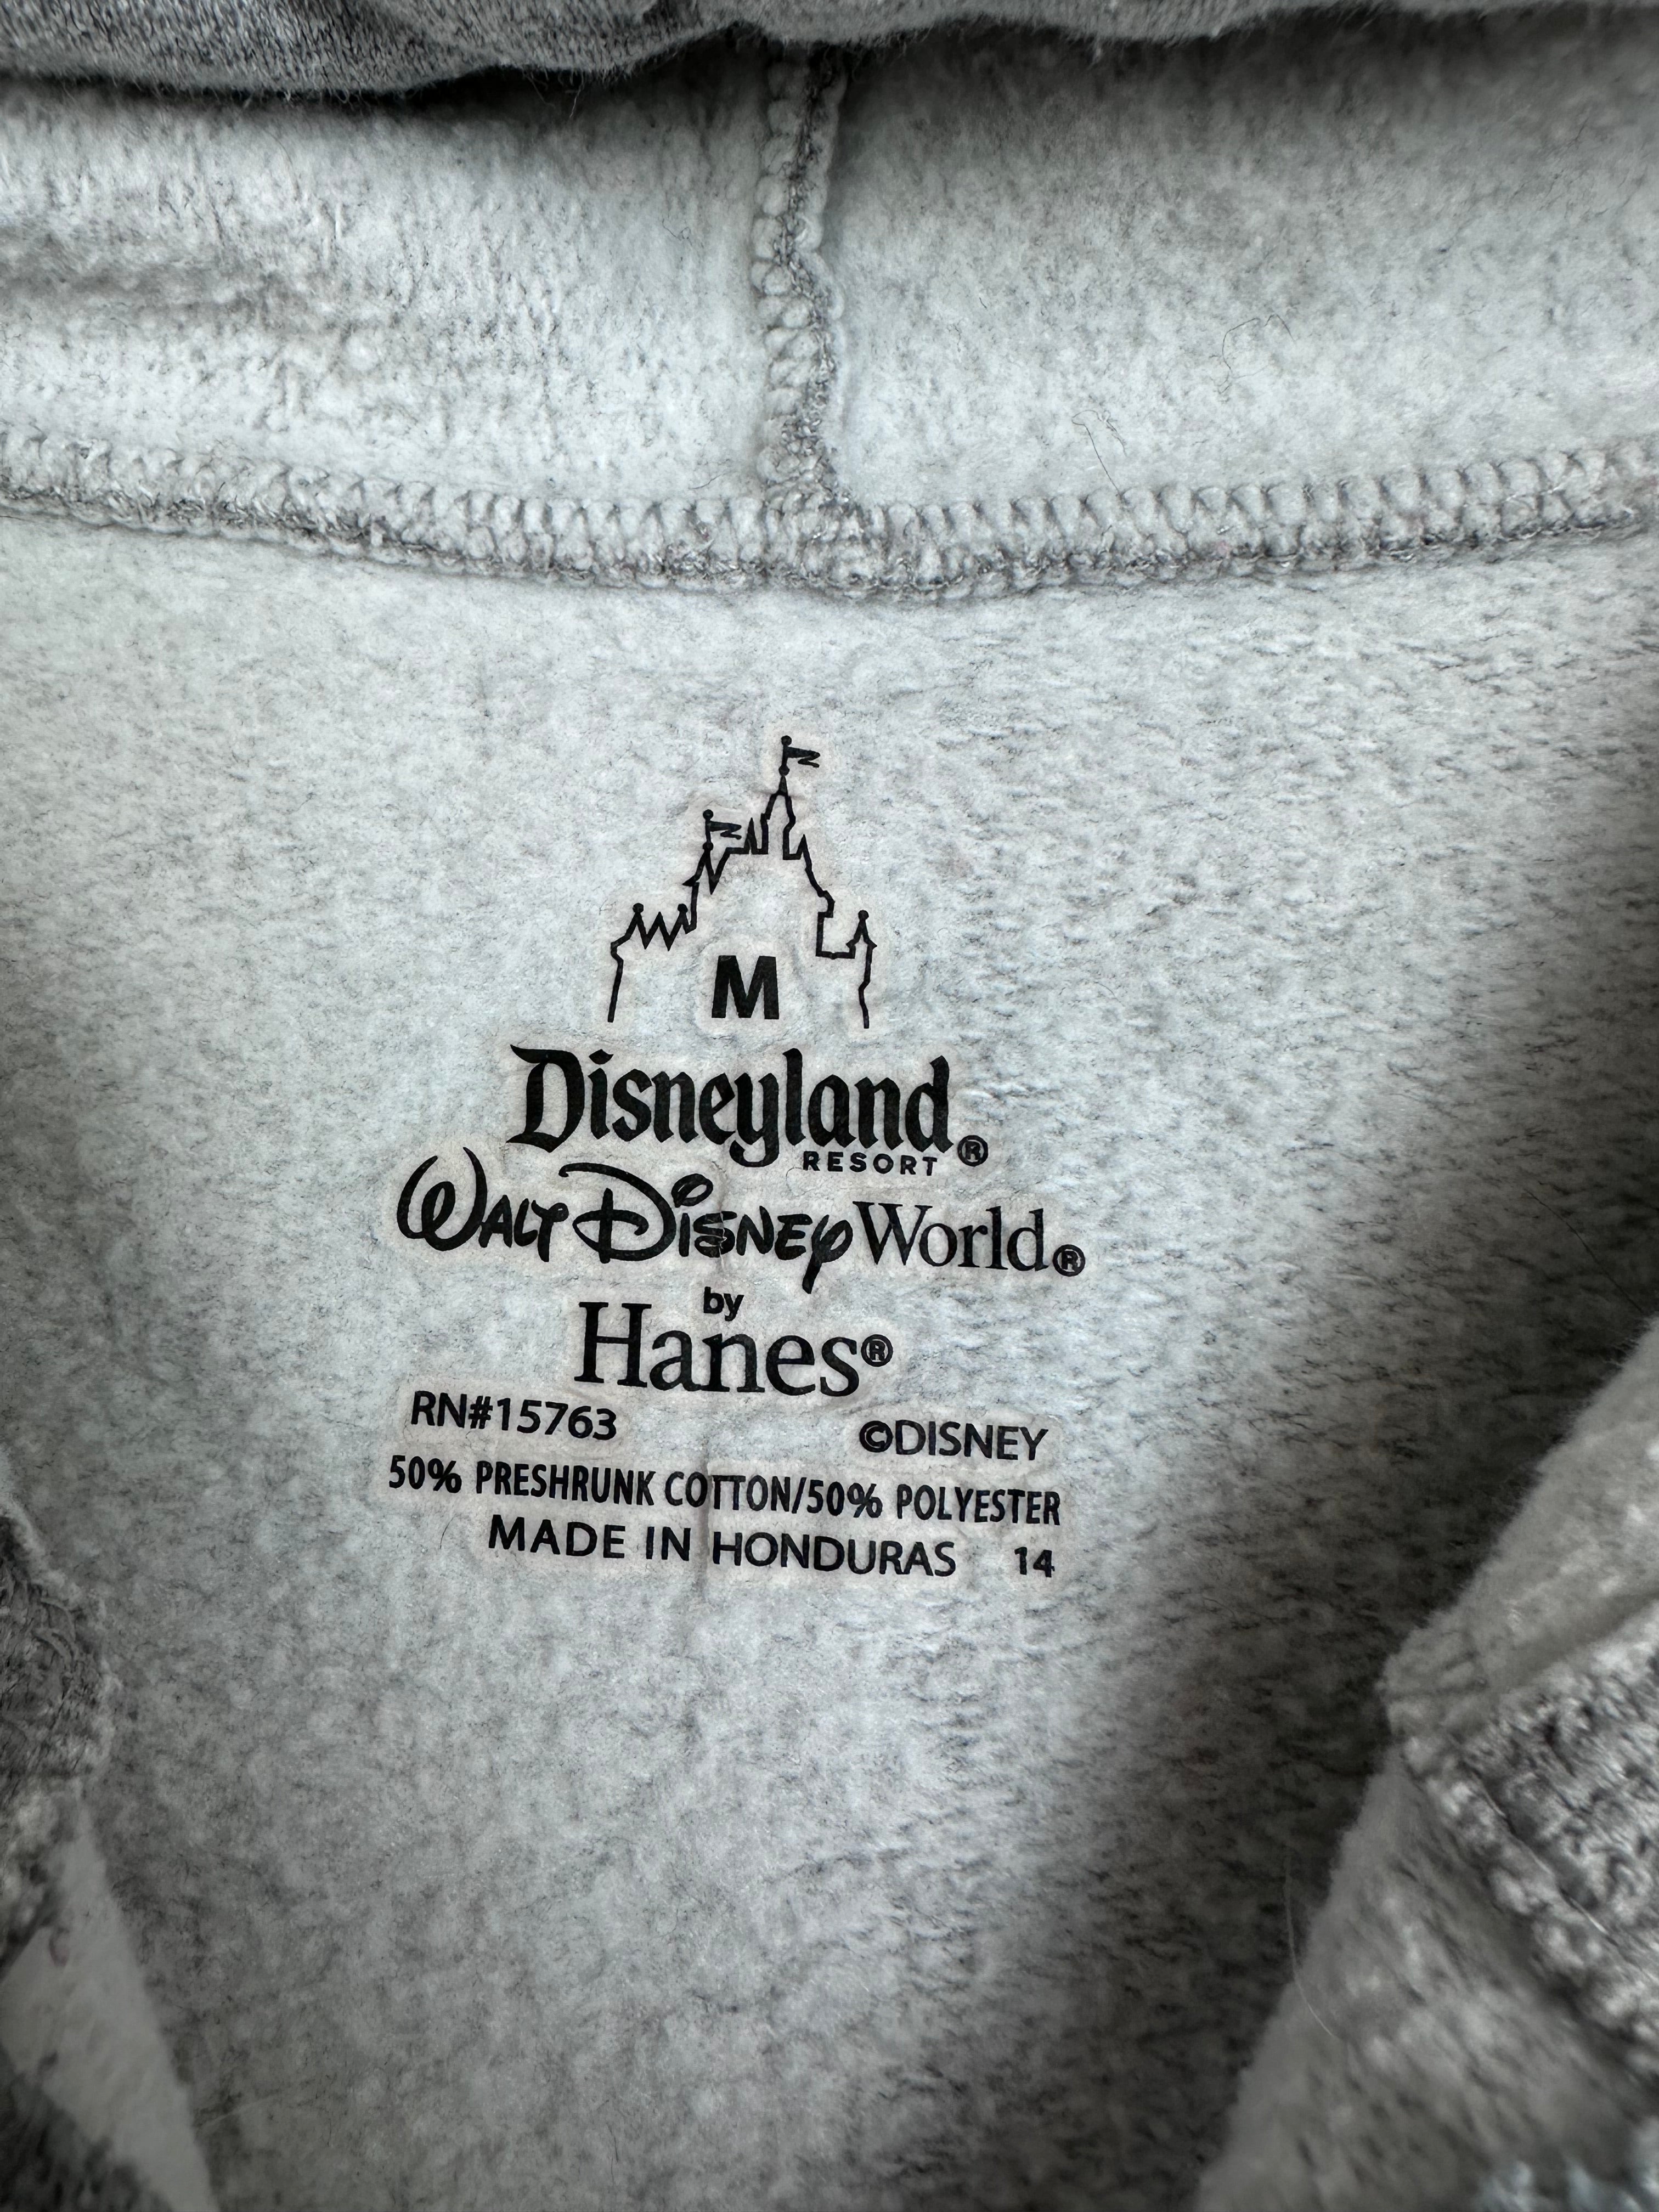 M
Disneyland®
RESORT
WALT DISNEY World®
by
Hanes®
RN#15763 ©DISNEY
50% PRESHRUNK COTTON/50% POLYESTER
MADE IN HONDURAS 14